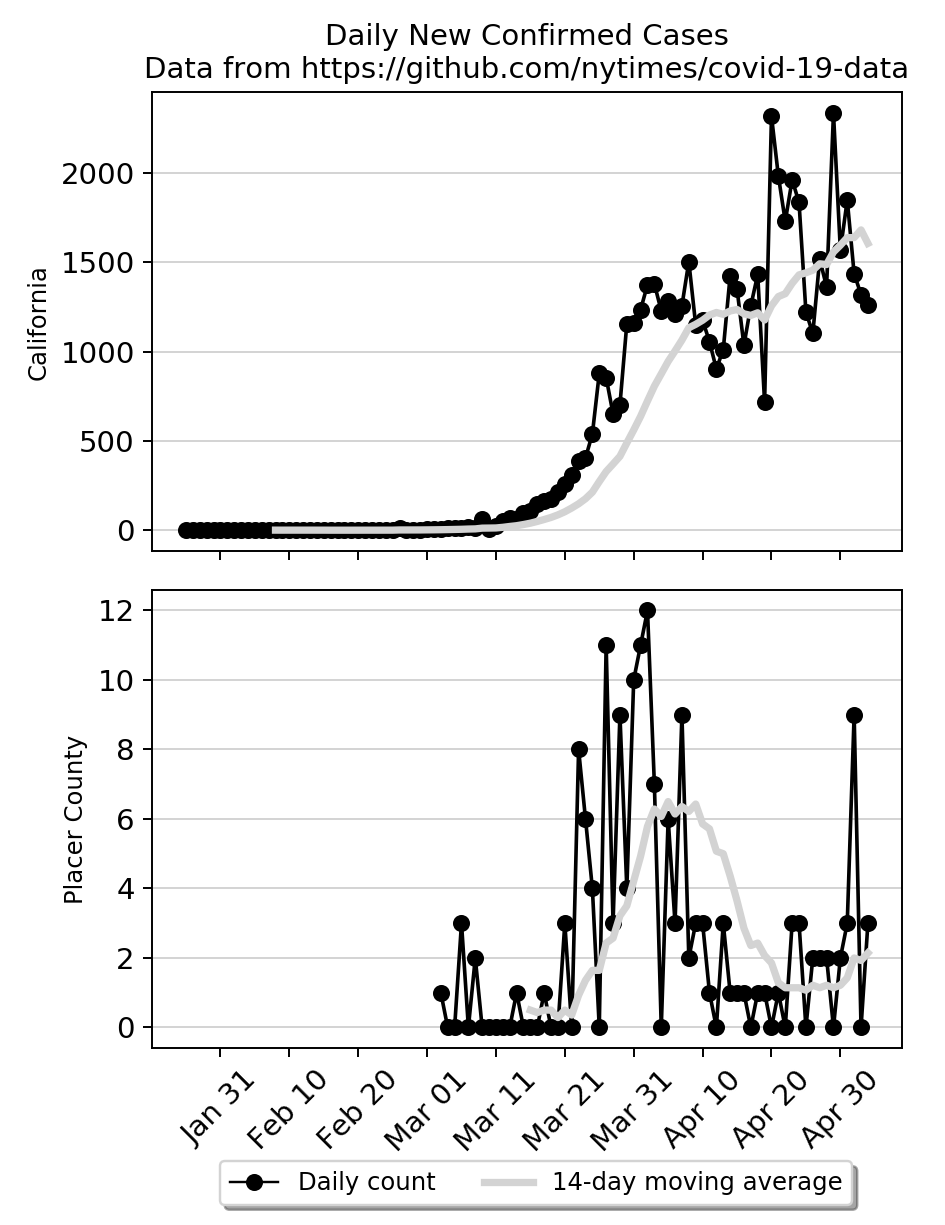 Daily New Confirmed Cases
Data from https://github.com/nytimes/covid-19-data
California
2000
1500
1000
500
0
Placer County
12
10
8
6
4
2
0
Jan 31
Feb 10
Feb 20
Mar 01
Mar 11
Mar 21
Mar 31
Apr 10
Apr 20
Apr 30
Daily count
14-day moving average